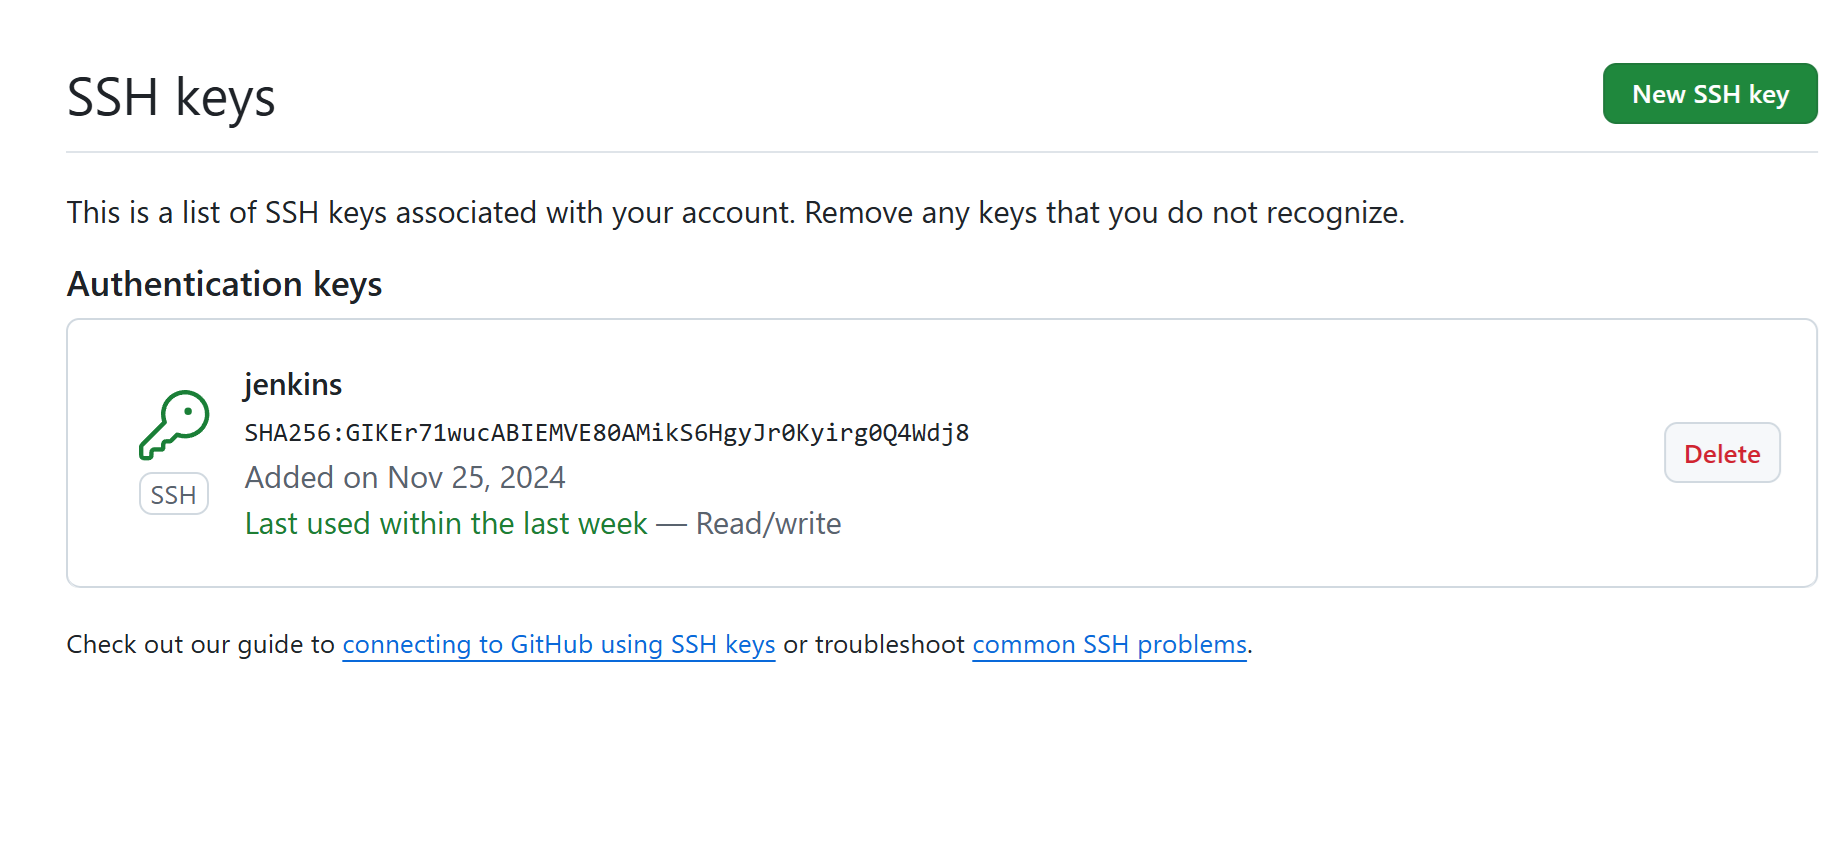 SSH keys
New SSH key
This is a list of SSH keys associated with your account. Remove any keys that you do not recognize.
Authentication keys
jenkins
SHA256:GIKEr71wucABIEMVE80AMikS6HgyJr0Kyirg0Q4Wdj8
Added on Nov 25, 2024
Last used within the last week — Read/write
SSH
Delete
Check out our guide to connecting to GitHub using SSH keys or troubleshoot common SSH problems.